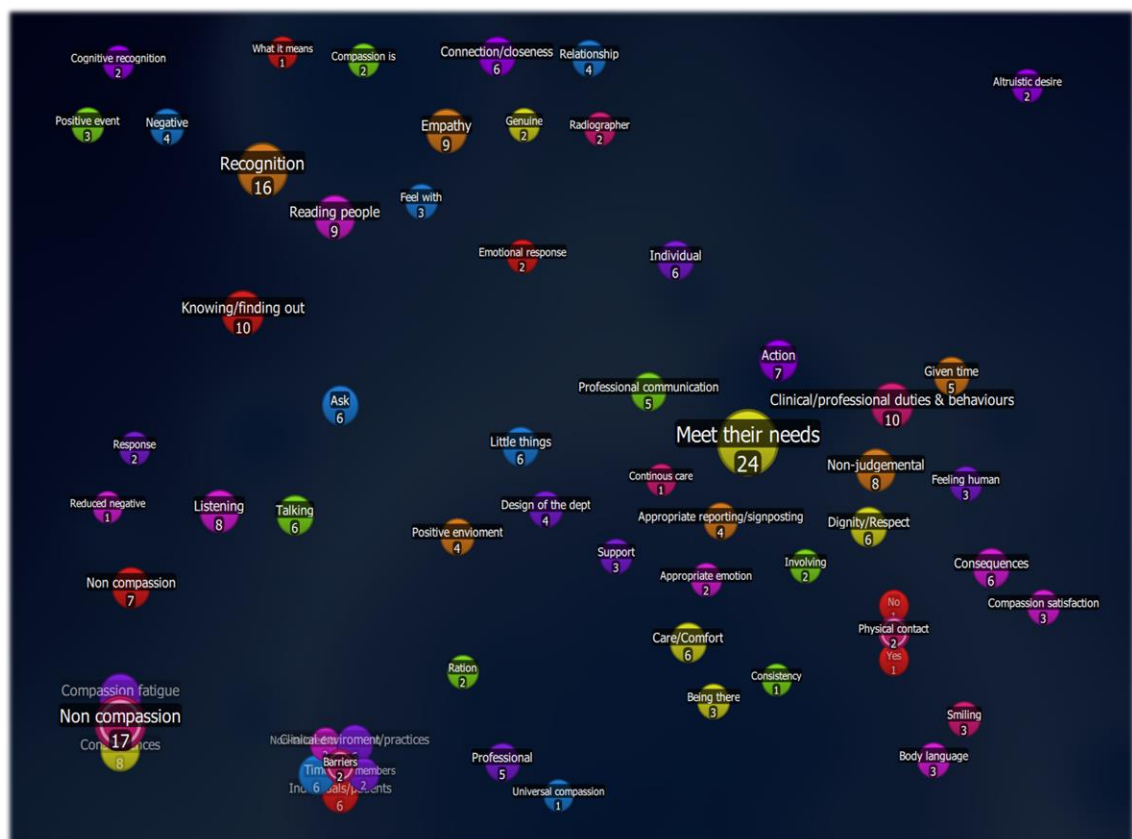 What it means
1
Compassion is
2
Connection/closeness
6
Relationship
4
Cognitive recognition
2
Altruistic desire
2
Positive event
3
Negative
4
Empathy
9
Genuine
2
Radiographer
2
Recognition
16
Reading people
9
Feel with
3
Emotional response
2
Individual
6
Knowing/finding out
10
Action
7
Given time
5
Professional communication
5
Clinical/professional duties & behaviours
10
Ask
6
Meet their needs
24
Little things
6
Response
2
Non-judgemental
8
Continous care
1
Feeling human
3
Reduced negative
1
Listening
8
Talking
6
Design of the dept
4
Appropriate reporting/signposting
4
Dignity/Respect
6
Positive envioment
4
Support
3
Involving
2
Consequences
6
Non compassion
7
Appropriate emotion
2
Compassion satisfaction
3
No
1
Physical contact
2
Yes
1
Care/Comfort
6
Ration
2
Consistency
1
Compassion fatigue
Being there
3
Non compassion
17
8
Smiling
3
Clinical enviroment/practices
Professional
5
Body language
3
Barriers
2
members
2
6
6
Universal compassion
1